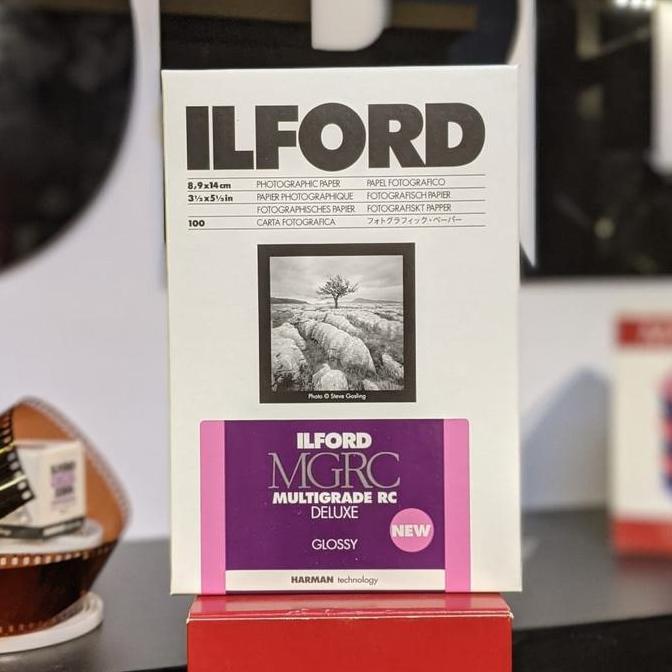 ILFORD
8,9x14cm PHOTOGRAPHIC PAPER PAPEL FOTOGRAFICO
3½x5½in PAPIER PHOTOGRAPHIQUE FOTOGRAFISCH PAPIER
FOTOGRAPHISCHES PAPIER FOTOGRAFISKT PAPPER
100 CARTA FOTOGRAFICA フォトグラフィック・ペーパー
Photo © Steve Gosling
ILFORD
MGRC
MULTIGRADE RC
DELUXE
NEW
GLOSSY
HARMAN technology
ILFORD